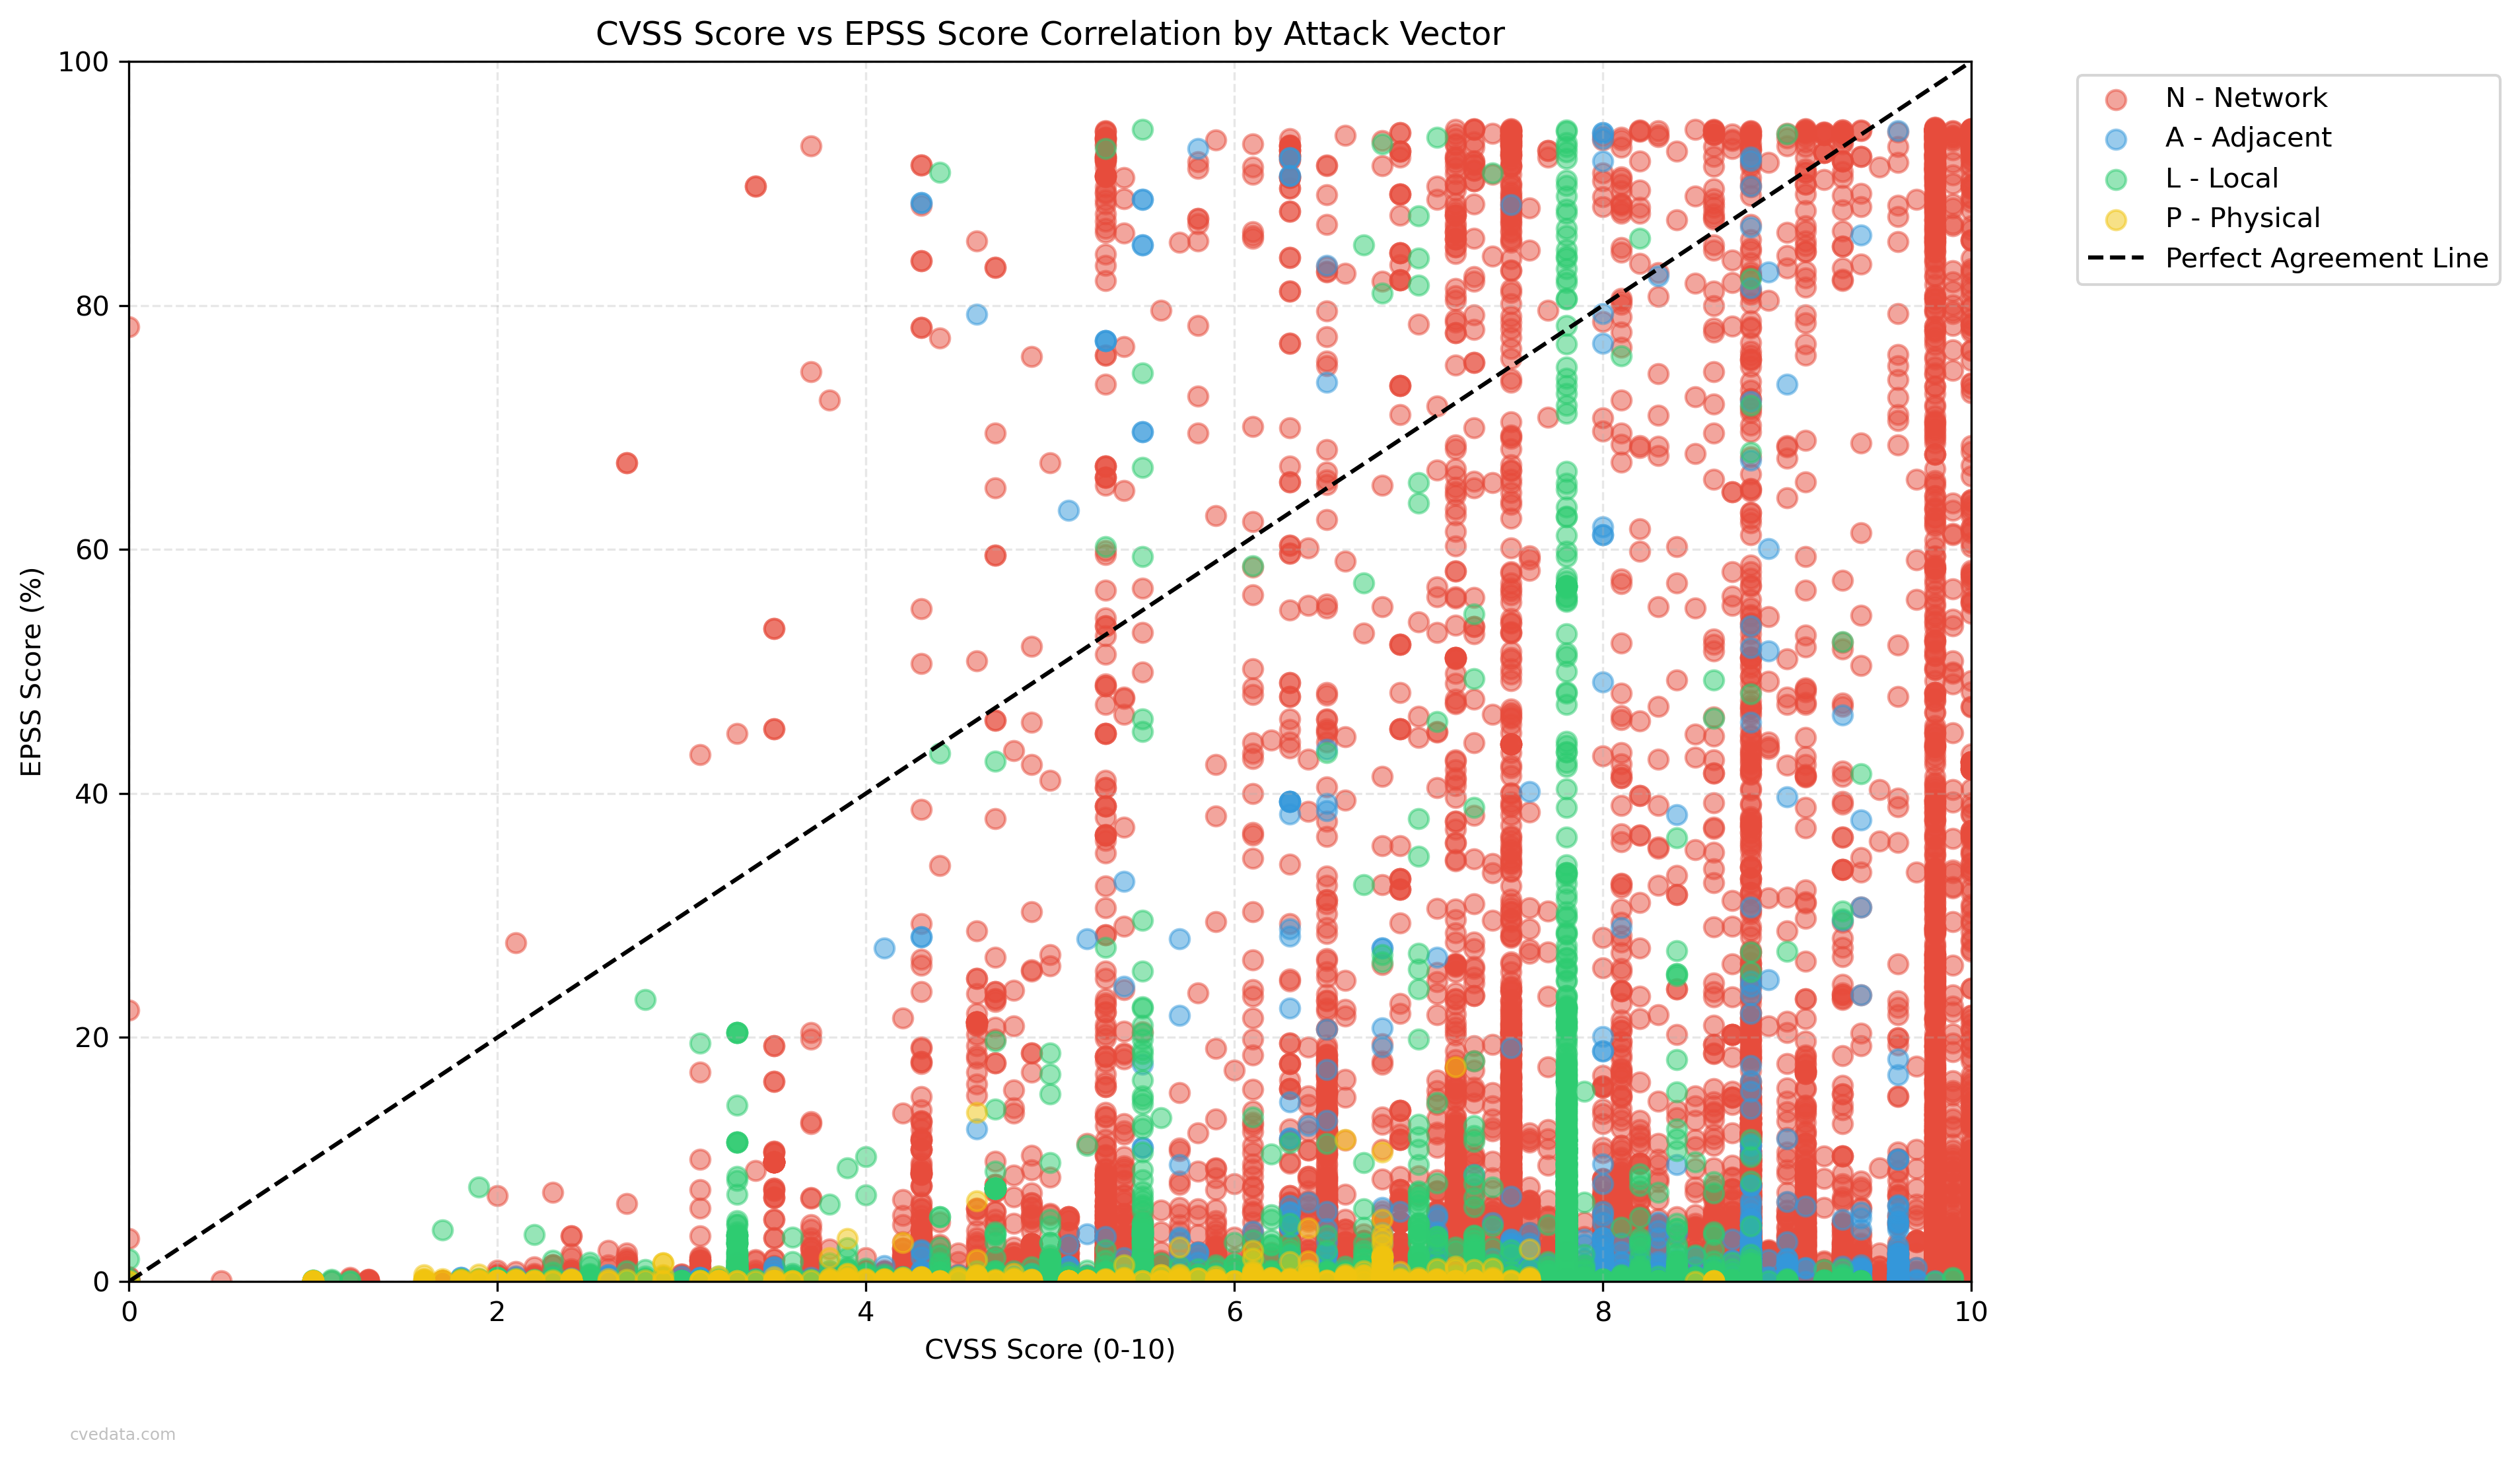 CVSS Score vs EPSS Score Correlation by Attack Vector
100
80
60
40
20
0
EPSS Score (%)
0 2 4 6 8 10
CVSS Score (0-10)
N - Network
A - Adjacent
L - Local
P - Physical
Perfect Agreement Line
cvedata.com